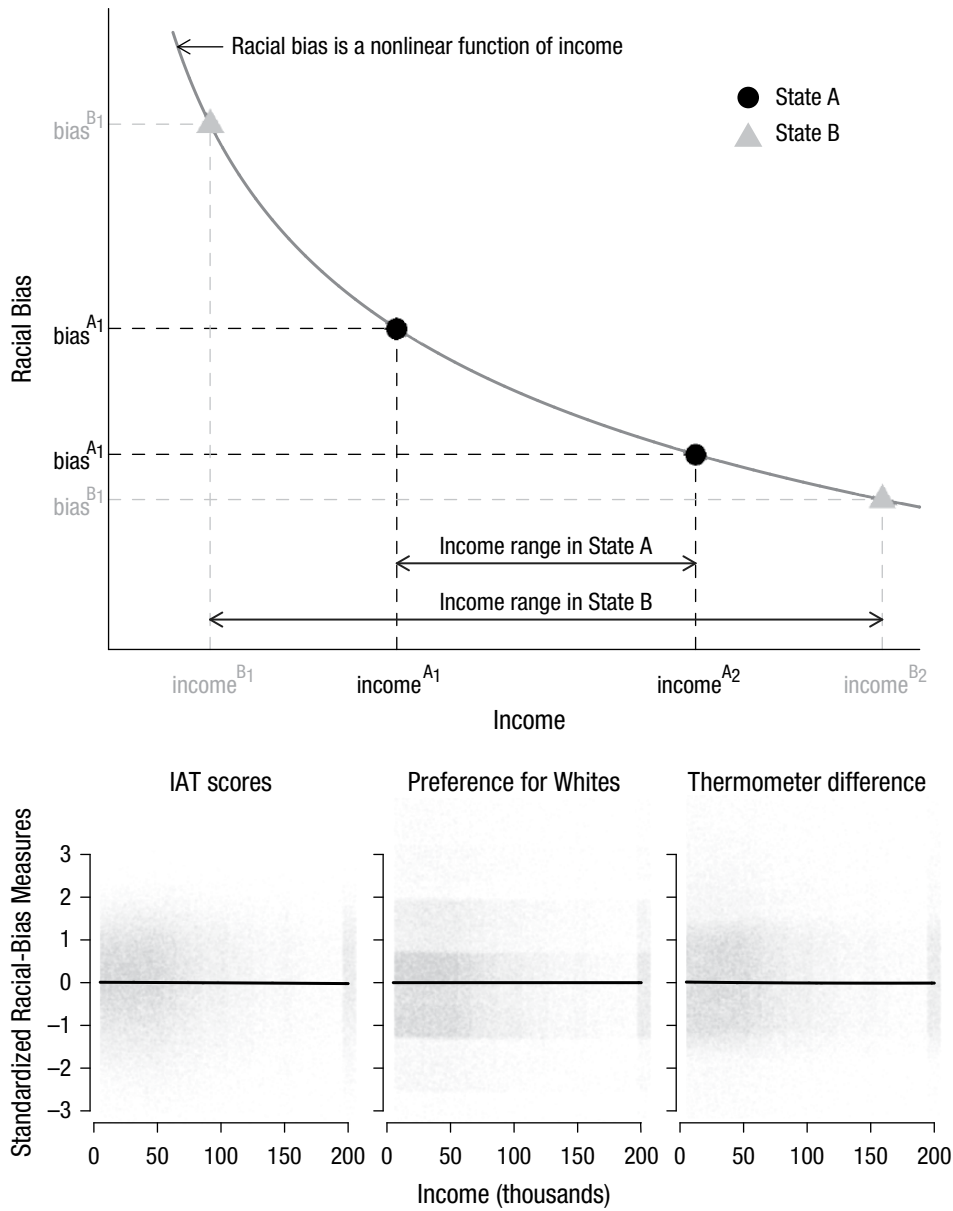 Racial bias is a nonlinear function of income
State A
State B
bias^B1
bias^A1
bias^A1
bias^B1
Racial Bias
Income range in State A
Income range in State B
income^B1 income^A1 income^A2 income^B2
Income
IAT scores Preference for Whites Thermometer difference
Standardized Racial-Bias Measures
3
2
1
0
–1
–2
–3
0 50 100 150 200 0 50 100 150 200 0 50 100 150 200
Income (thousands)